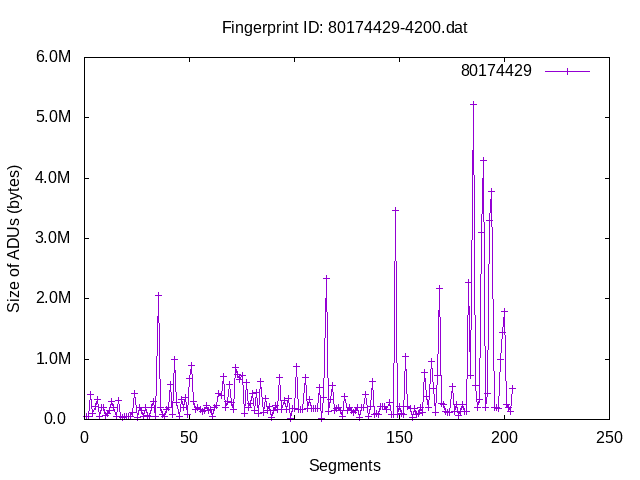 Fingerprint ID: 80174429-4200.dat
80174429
Size of ADUs (bytes)
6.0M
5.0M
4.0M
3.0M
2.0M
1.0M
0.0
0 50 100 150 200 250
Segments